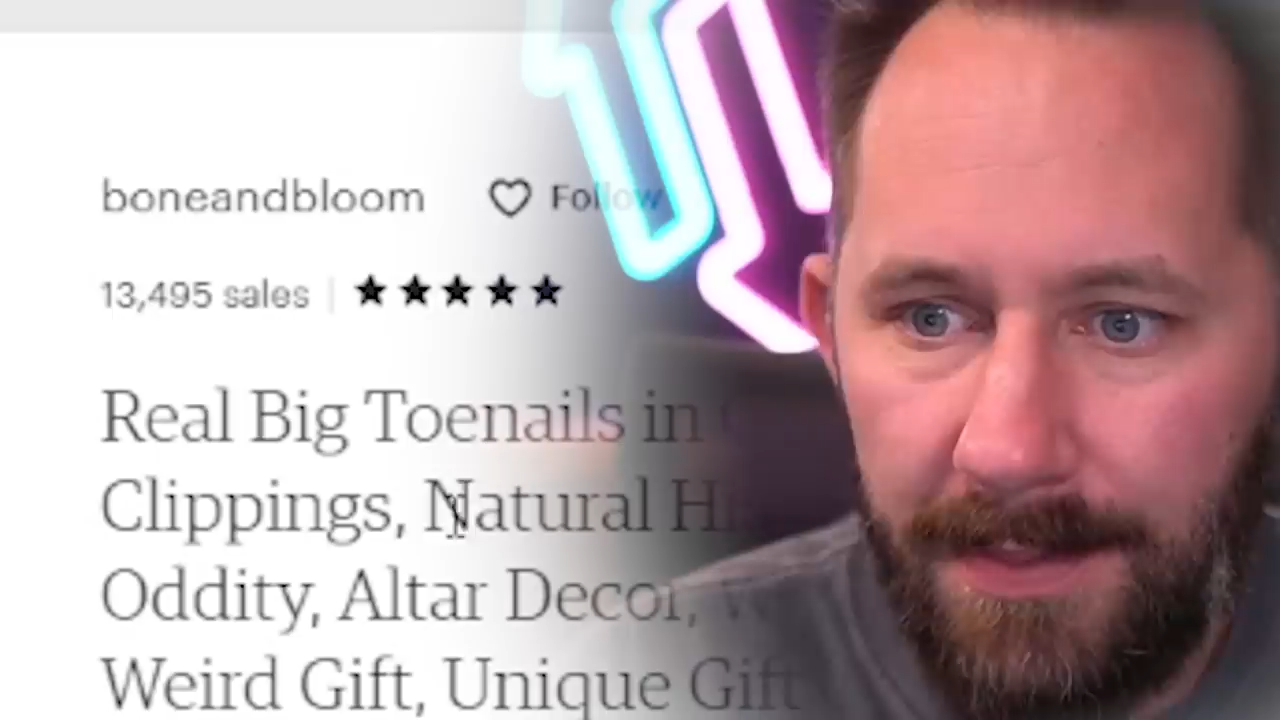 boneandbloom
Follow
13,495 sales
Real Big Toenails in
Clippings, Natural
Oddity, Altar Decor,
Weird Gift, Unique Gift